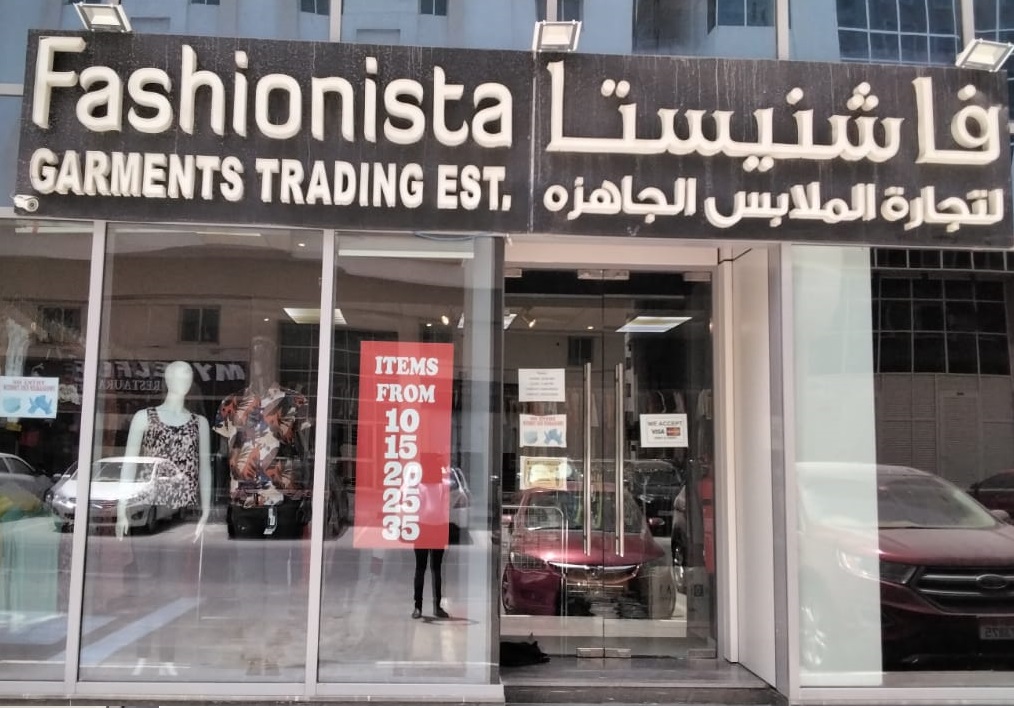 Fashionista
فاشنيستا
GARMENTS TRADING EST.
لتجارة الملابس الجاهزه
ITEMS
FROM
10
15
20
25
35
WE ACCEPT
VISA